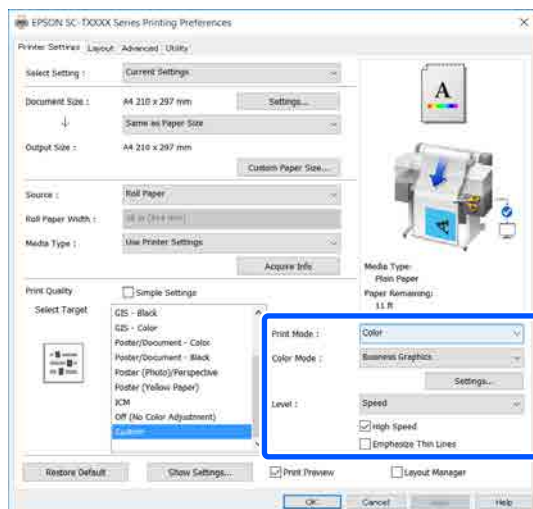 EPSON SC-TXXXX Series Printing Preferences
Printer Settings Layout Advanced Utility
Select Setting : Current Settings
Document Size : A4 210 x 297 mm Settings...
Same as Paper Size
Output Size : A4 210 x 297 mm
Custom Paper Size...
Source : Roll Paper
Roll Paper Width :
Media Type : Use Printer Settings
Acquire Info
A
Media Type:
Plain Paper
Paper Remaining:
11 ft
Print Quality Simple Settings
Select Target
GIS - Black
GIS - Color
Poster/Document - Color
Poster/Document - Black
Poster (Photo)/Perspective
Poster (Yellow Paper)
ICM
Off (No Color Adjustment)
Custom
Print Mode : Color
Color Mode : Business Graphics
Settings...
Level : Speed
High Speed
Emphasize Thin Lines
Restore Default Show Settings... Print Preview Layout Manager
OK Cancel Help